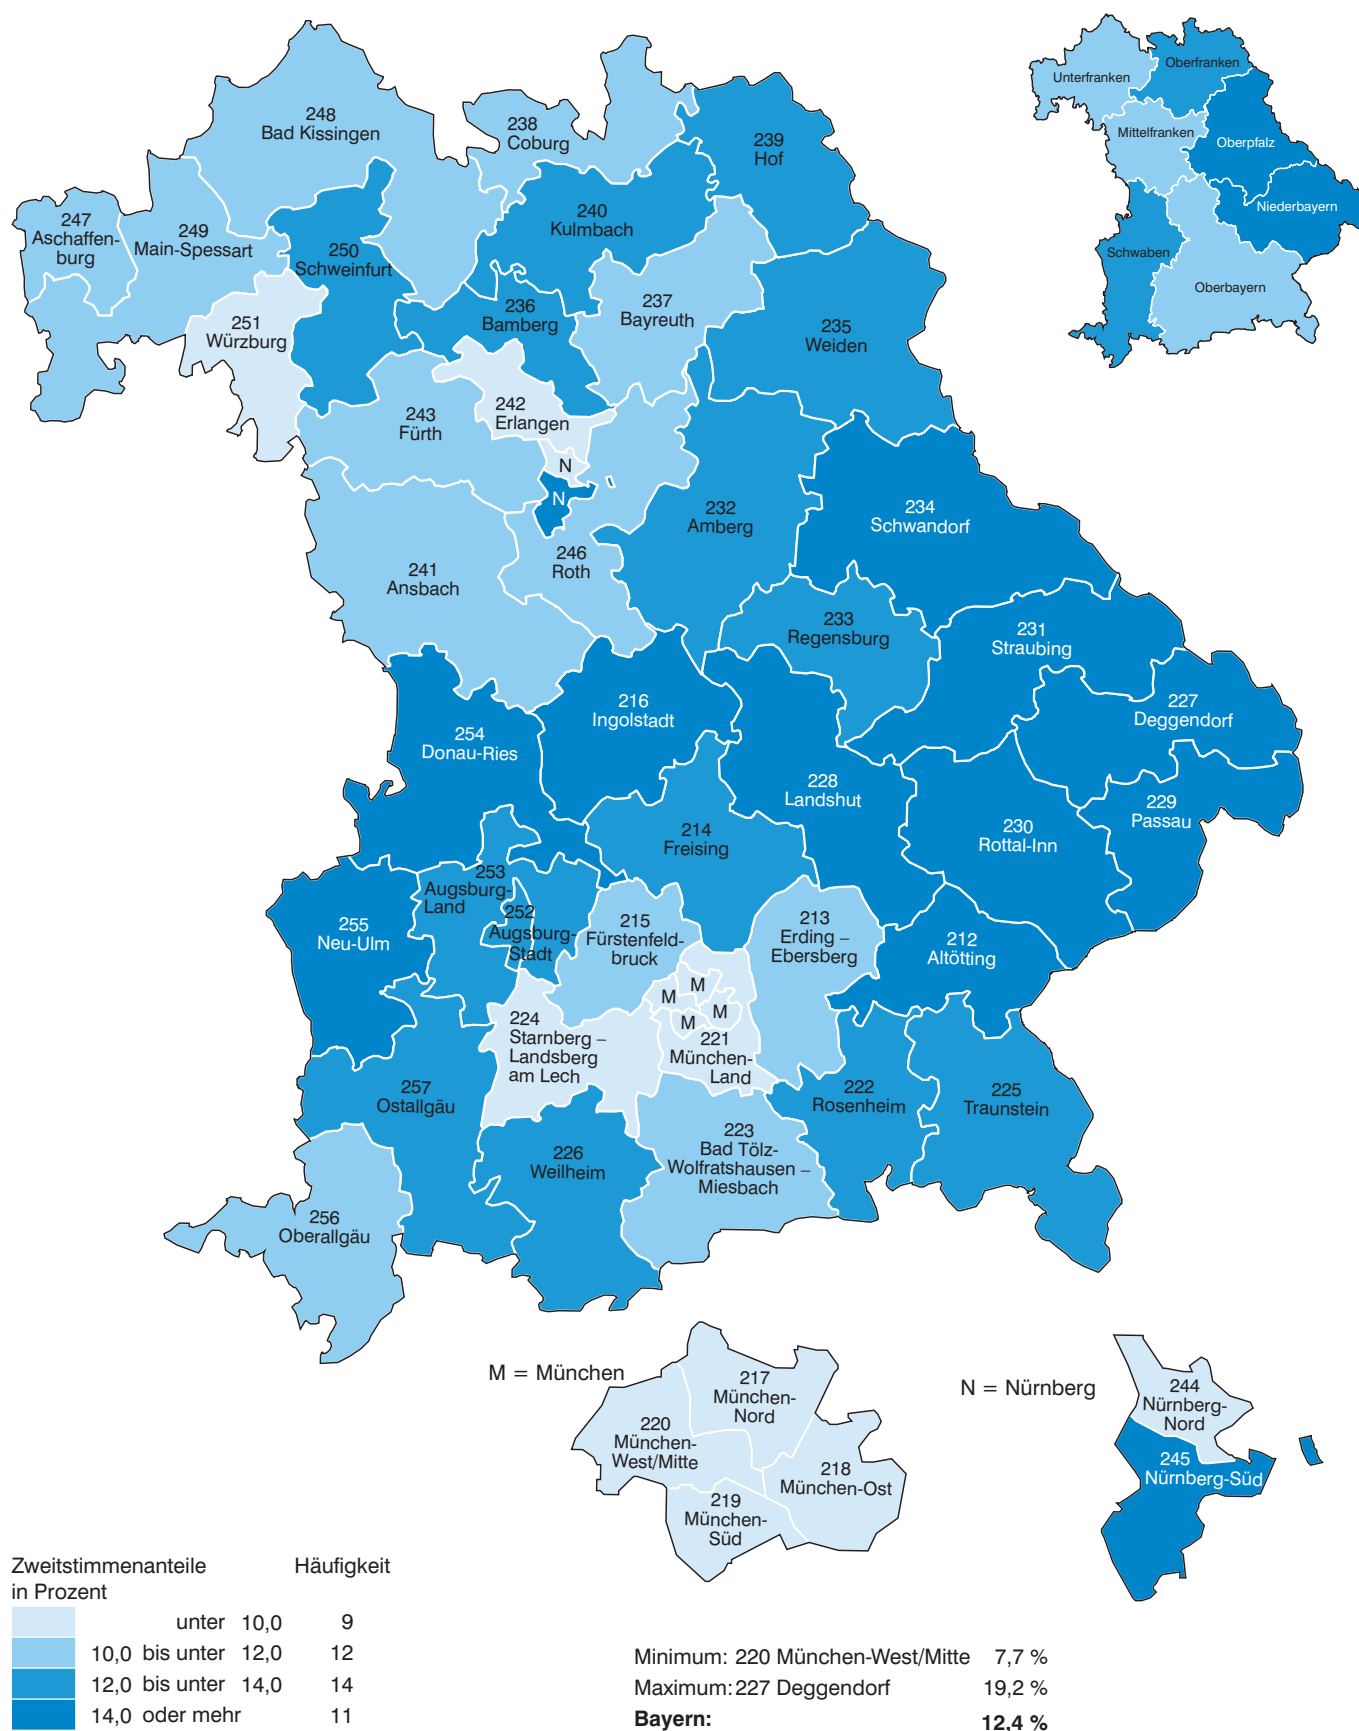 248
Bad Kissingen
238
Coburg
239
Hof
247
Aschaffen-
burg
249
Main-Spessart
250
Schweinfurt
240
Kulmbach
251
Würzburg
236
Bamberg
237
Bayreuth
235
Weiden
243
Fürth
242
Erlangen
N
N
232
Amberg
234
Schwandorf
241
Ansbach
246
Roth
233
Regensburg
231
Straubing
216
Ingolstadt
227
Deggendorf
254
Donau-Ries
228
Landshut
229
Passau
214
Freising
230
Rottal-Inn
253
Augsburg-
Land
252
Augsburg-
Stadt
255
Neu-Ulm
215
Fürstenfeld-
bruck
213
Erding –
Ebersberg
212
Altötting
M
M
M
M
224
Starnberg –
Landsberg
am Lech
221
München-
Land
257
Ostallgäu
222
Rosenheim
225
Traunstein
226
Weilheim
223
Bad Tölz-
Wolfratshausen –
Miesbach
256
Oberallgäu
Unterfranken
Oberfranken
Mittelfranken
Oberpfalz
Niederbayern
Schwaben
Oberbayern
M = München
217
München-
Nord
220
München-
West/Mitte
218
München-Ost
219
München-
Süd
N = Nürnberg
244
Nürnberg-
Nord
245
Nürnberg-Süd
Zweitstimmenanteile Häufigkeit
in Prozent
unter 10,0 9
10,0 bis unter 12,0 12
12,0 bis unter 14,0 14
14,0 oder mehr 11
Minimum: 220 München-West/Mitte 7,7 %
Maximum: 227 Deggendorf 19,2 %
Bayern: 12,4 %